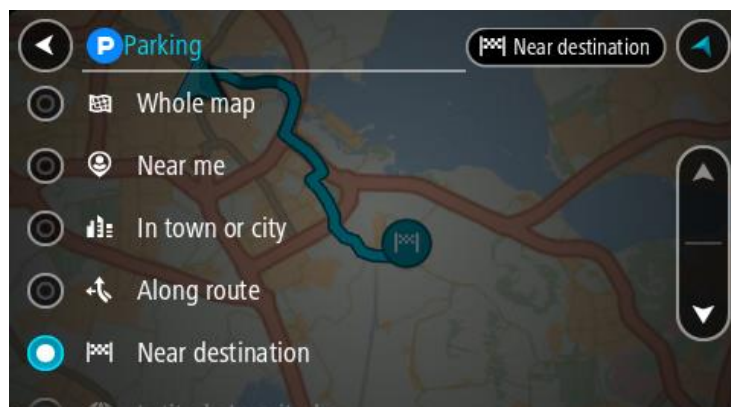 P Parking
Near destination
Whole map
Near me
In town or city
Along route
Near destination